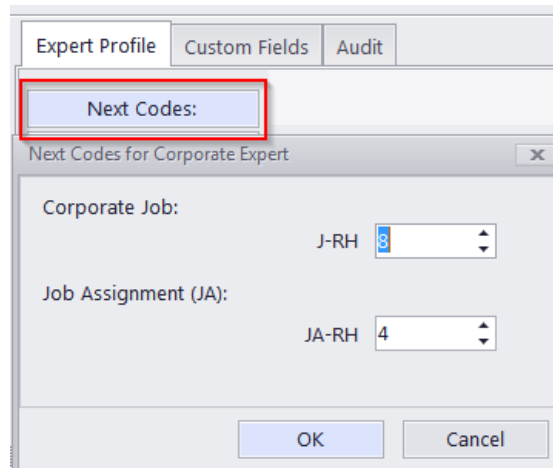 Expert Profile Custom Fields Audit
Next Codes:
Next Codes for Corporate Expert
Corporate Job:
J-RH 8
Job Assignment (JA):
JA-RH 4
OK Cancel